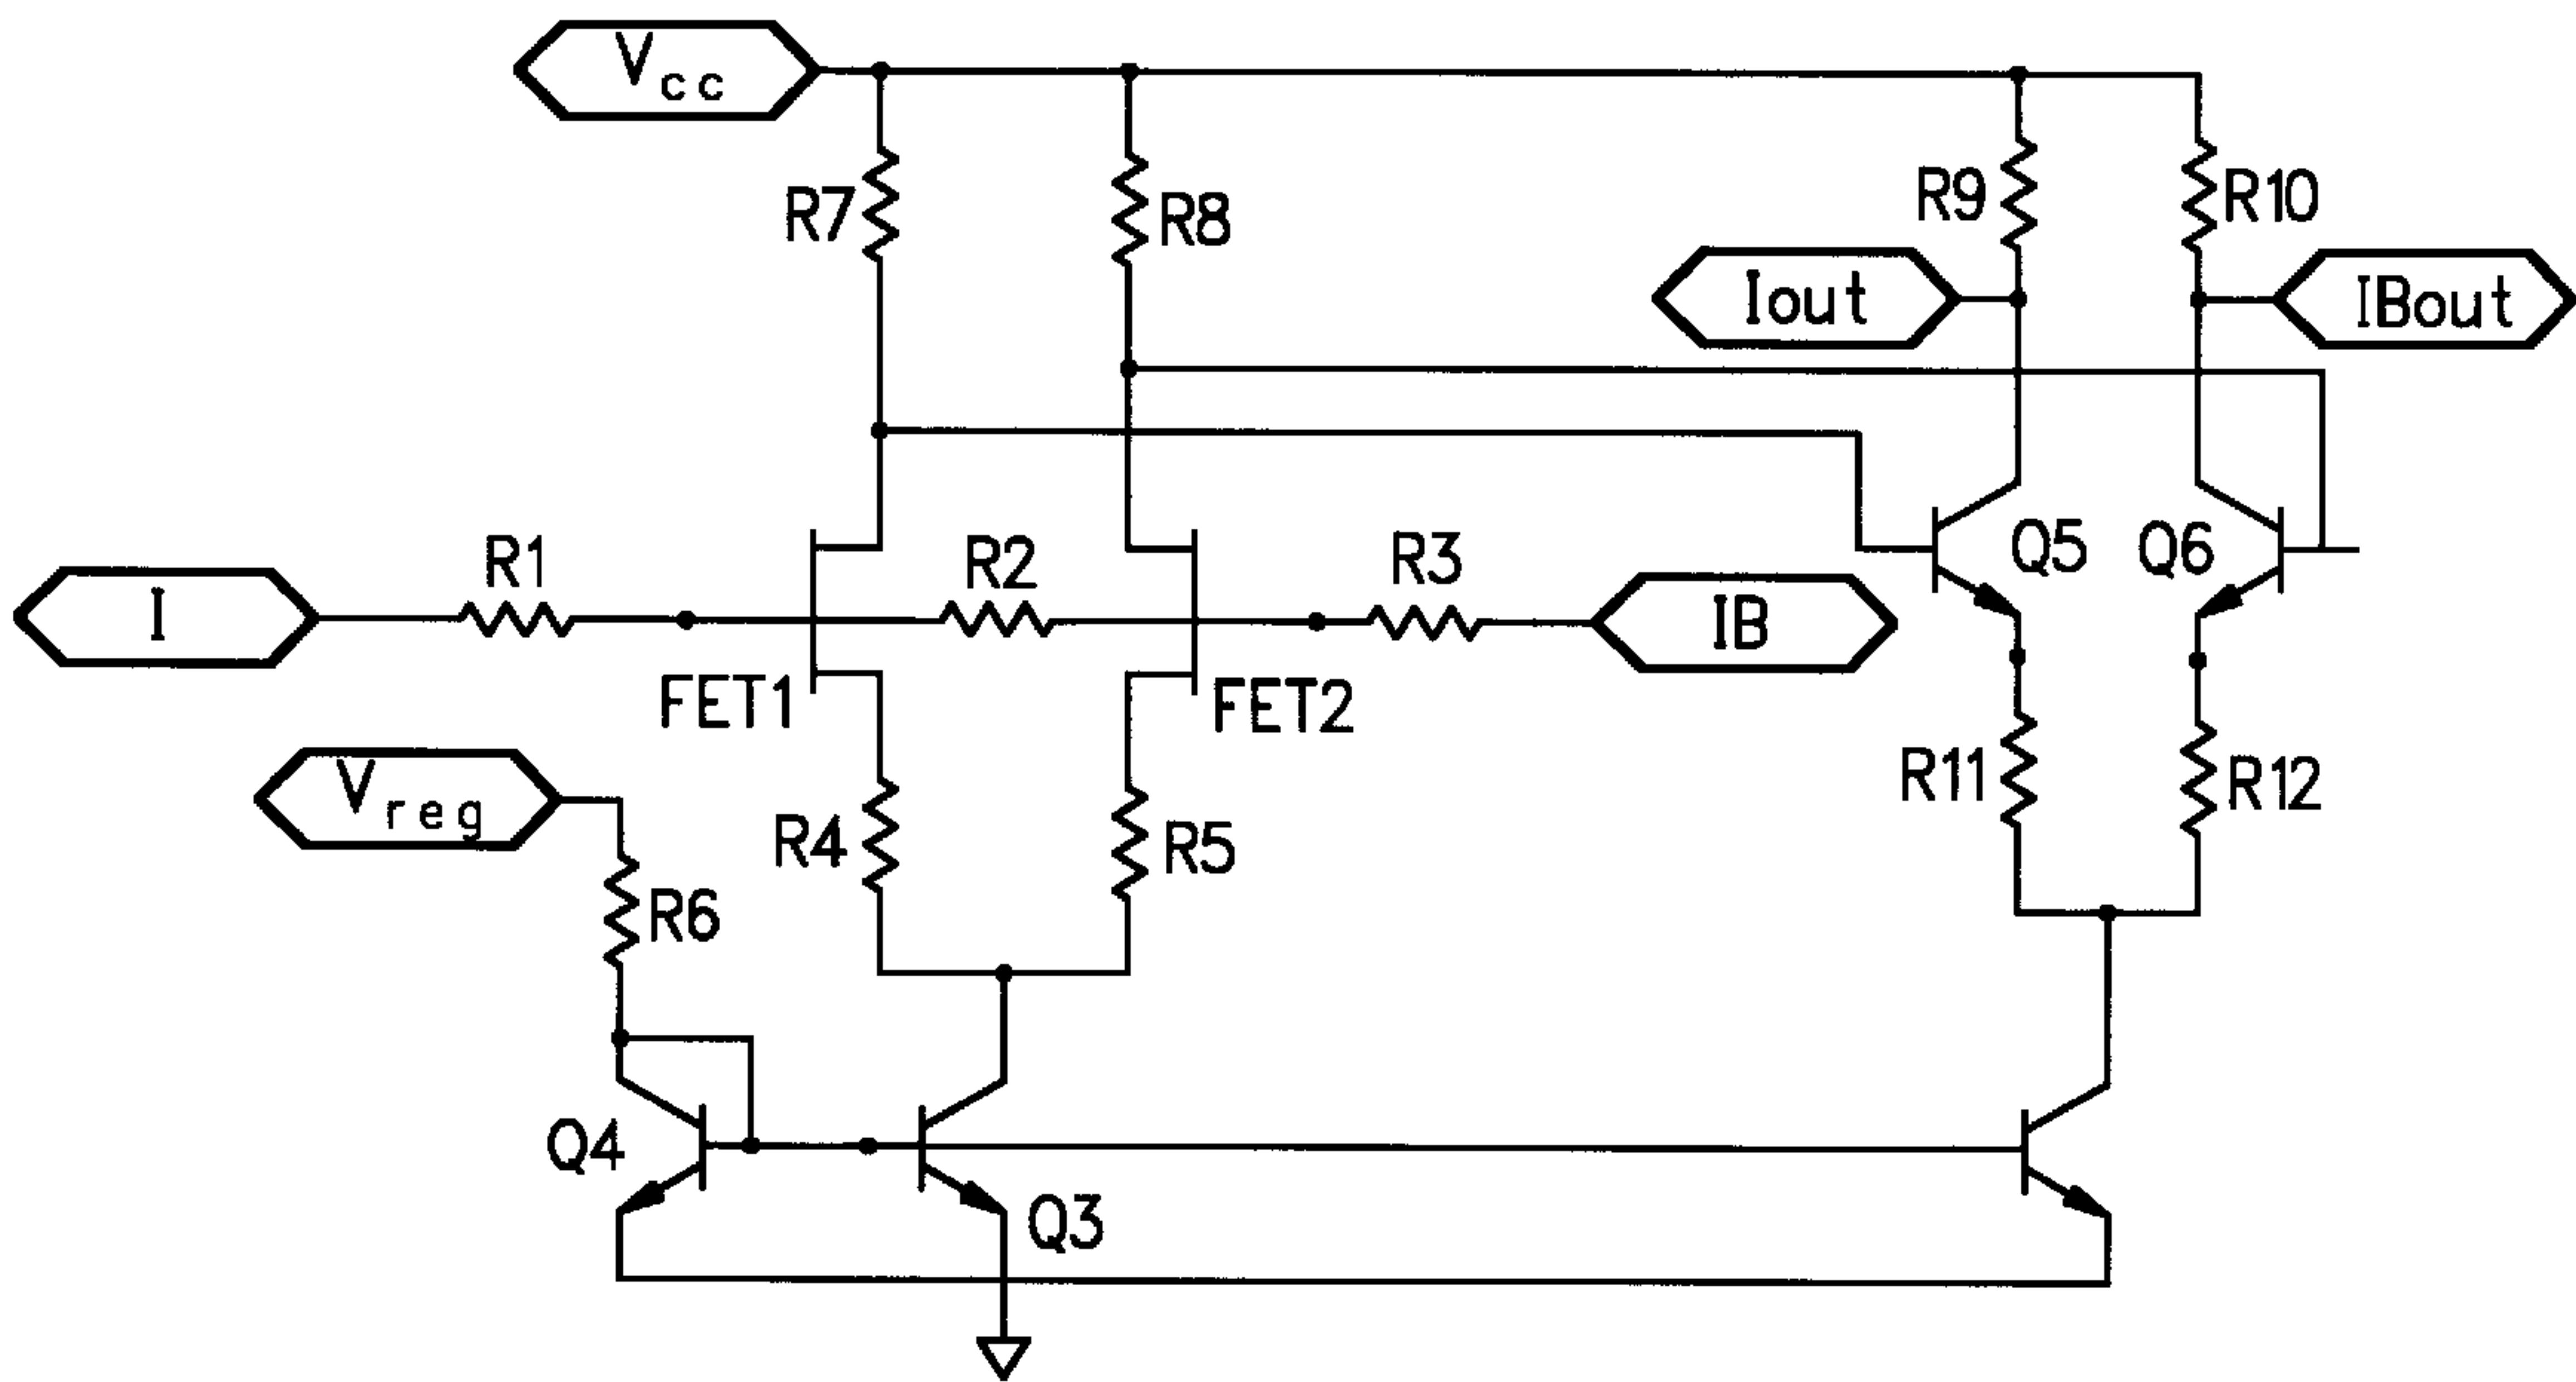 Vcc
R7
R8
R9
R10
Iout
IBout
I
R1
R2
R3
IB
Q5
Q6
FET1
FET2
Vreg
R6
R4
R5
R11
R12
Q4
Q3